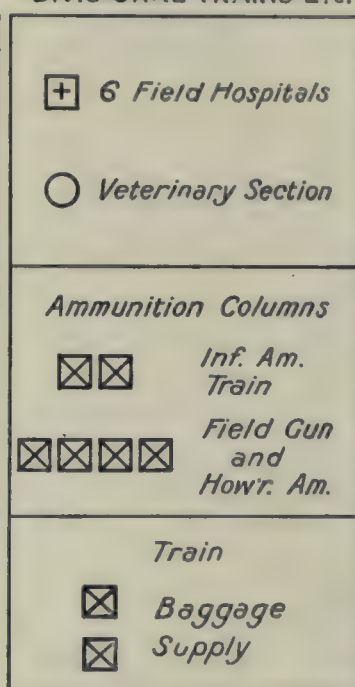 6 Field Hospitals
Veterinary Section
Ammunition Columns
Inf. Am.
Train
Field Gun
and
How'r. Am.
Train
Baggage
Supply